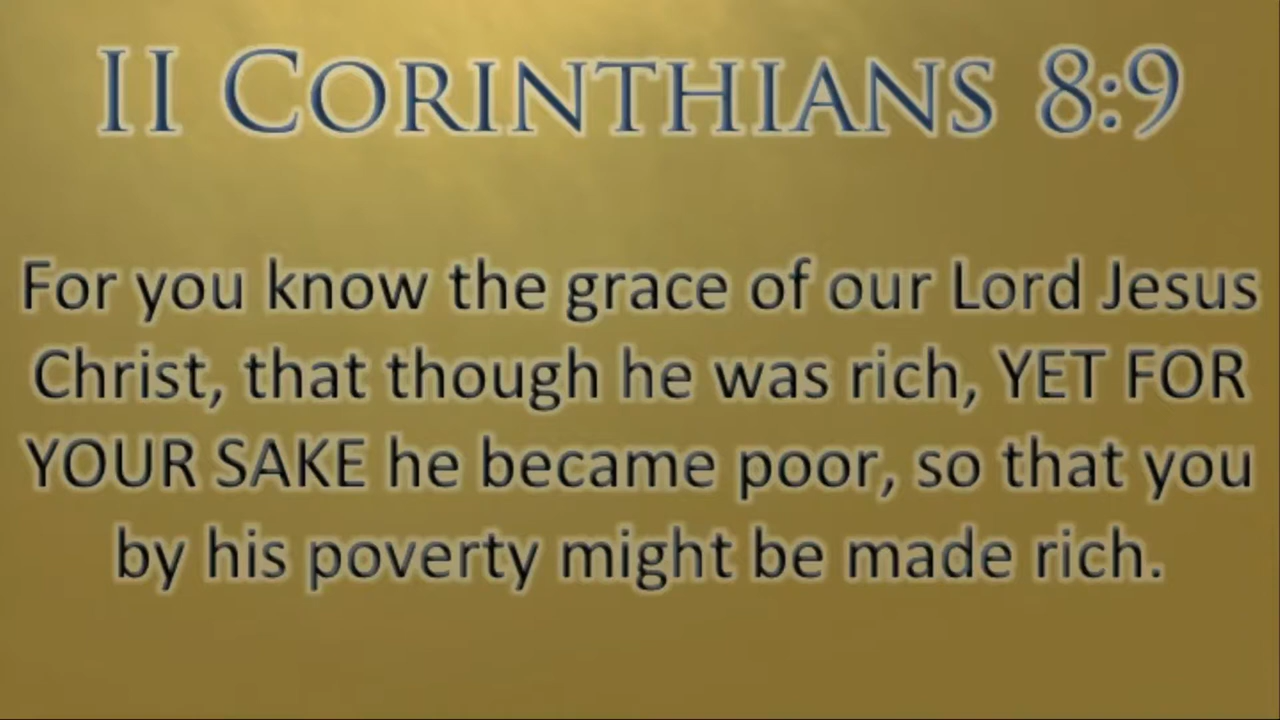 II CORINTHIANS 8:9
For you know the grace of our Lord Jesus
Christ, that though he was rich, YET FOR
YOUR SAKE he became poor, so that you
by his poverty might be made rich.